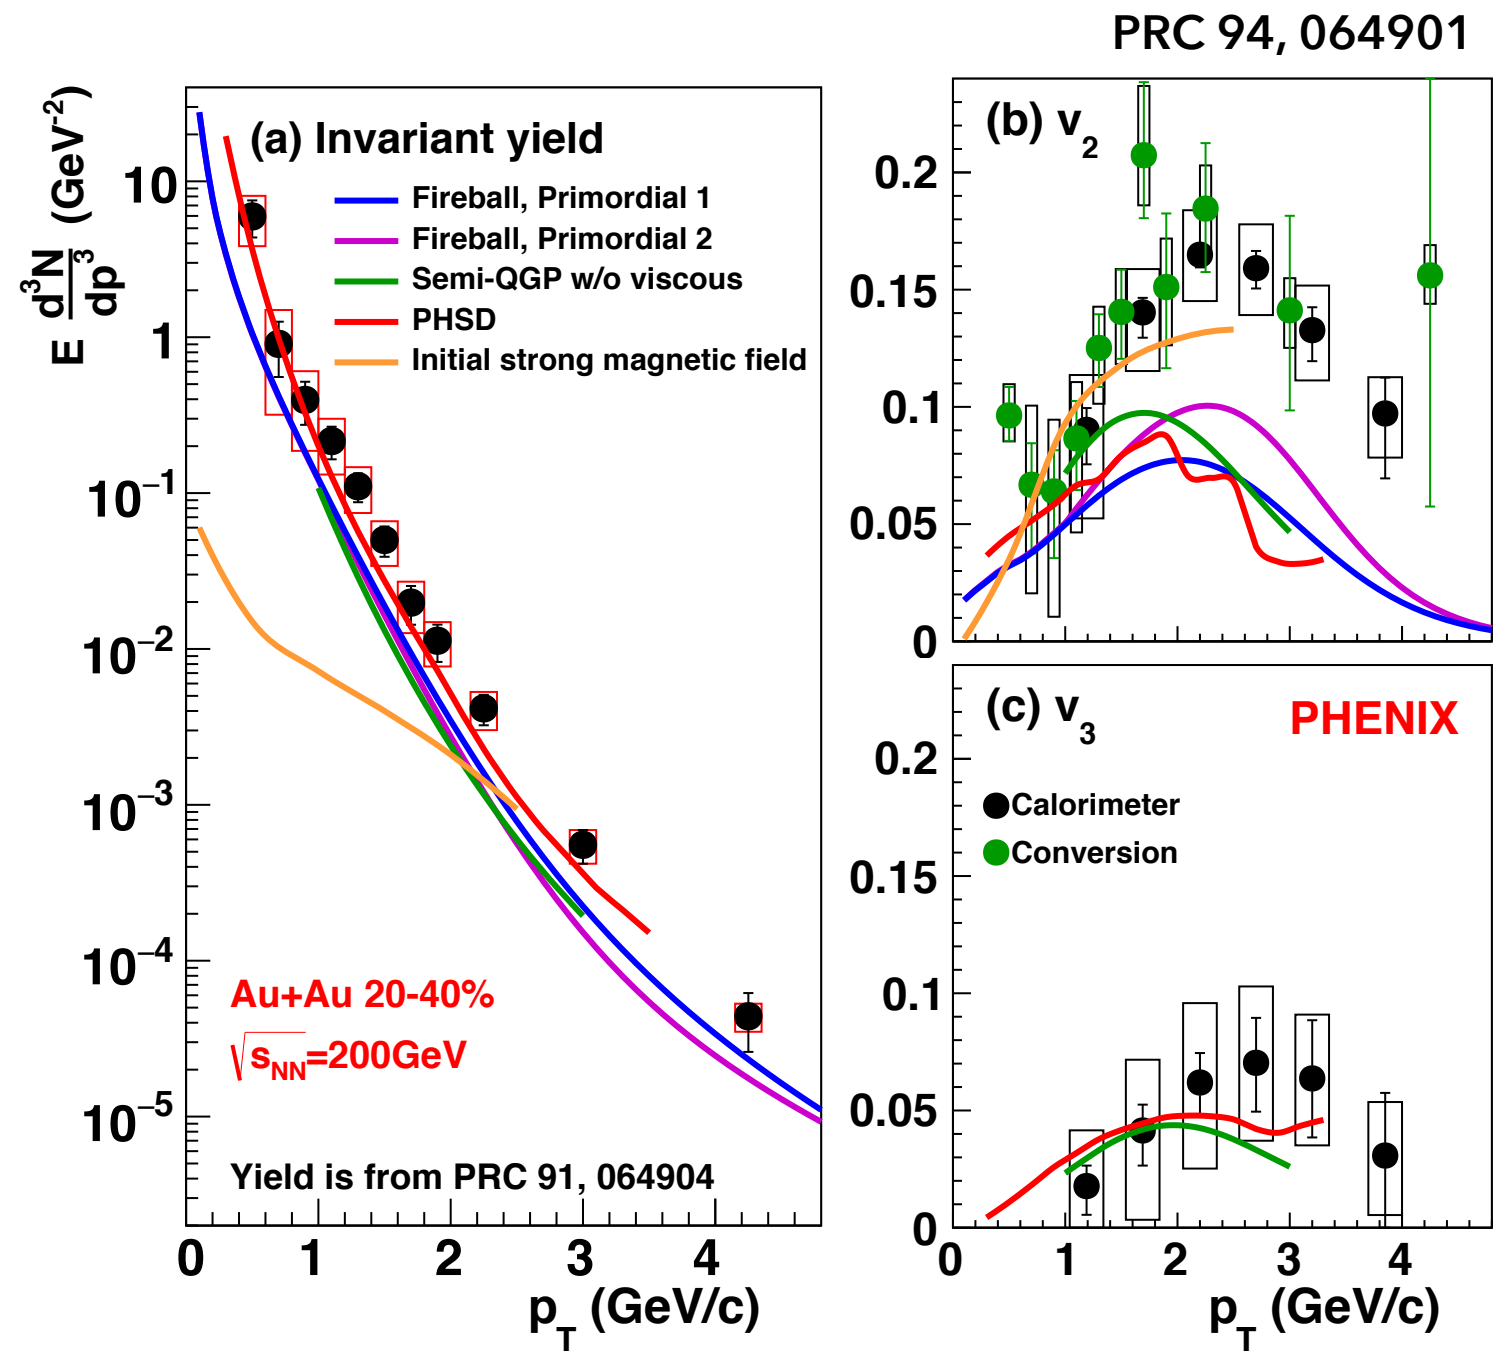 PRC 94, 064901
(a) Invariant yield
E d³N/dp³ (GeV⁻²)
Fireball, Primordial 1
Fireball, Primordial 2
Semi-QGP w/o viscous
PHSD
Initial strong magnetic field
10
1
10⁻¹
10⁻²
10⁻³
10⁻⁴
10⁻⁵
Au+Au 20-40%
√s_NN=200GeV
Yield is from PRC 91, 064904
0 1 2 3 4
p_T (GeV/c)
(b) v₂
0.2
0.15
0.1
0.05
0
(c) v₃
PHENIX
Calorimeter
Conversion
0.2
0.15
0.1
0.05
0
0 1 2 3 4
p_T (GeV/c)